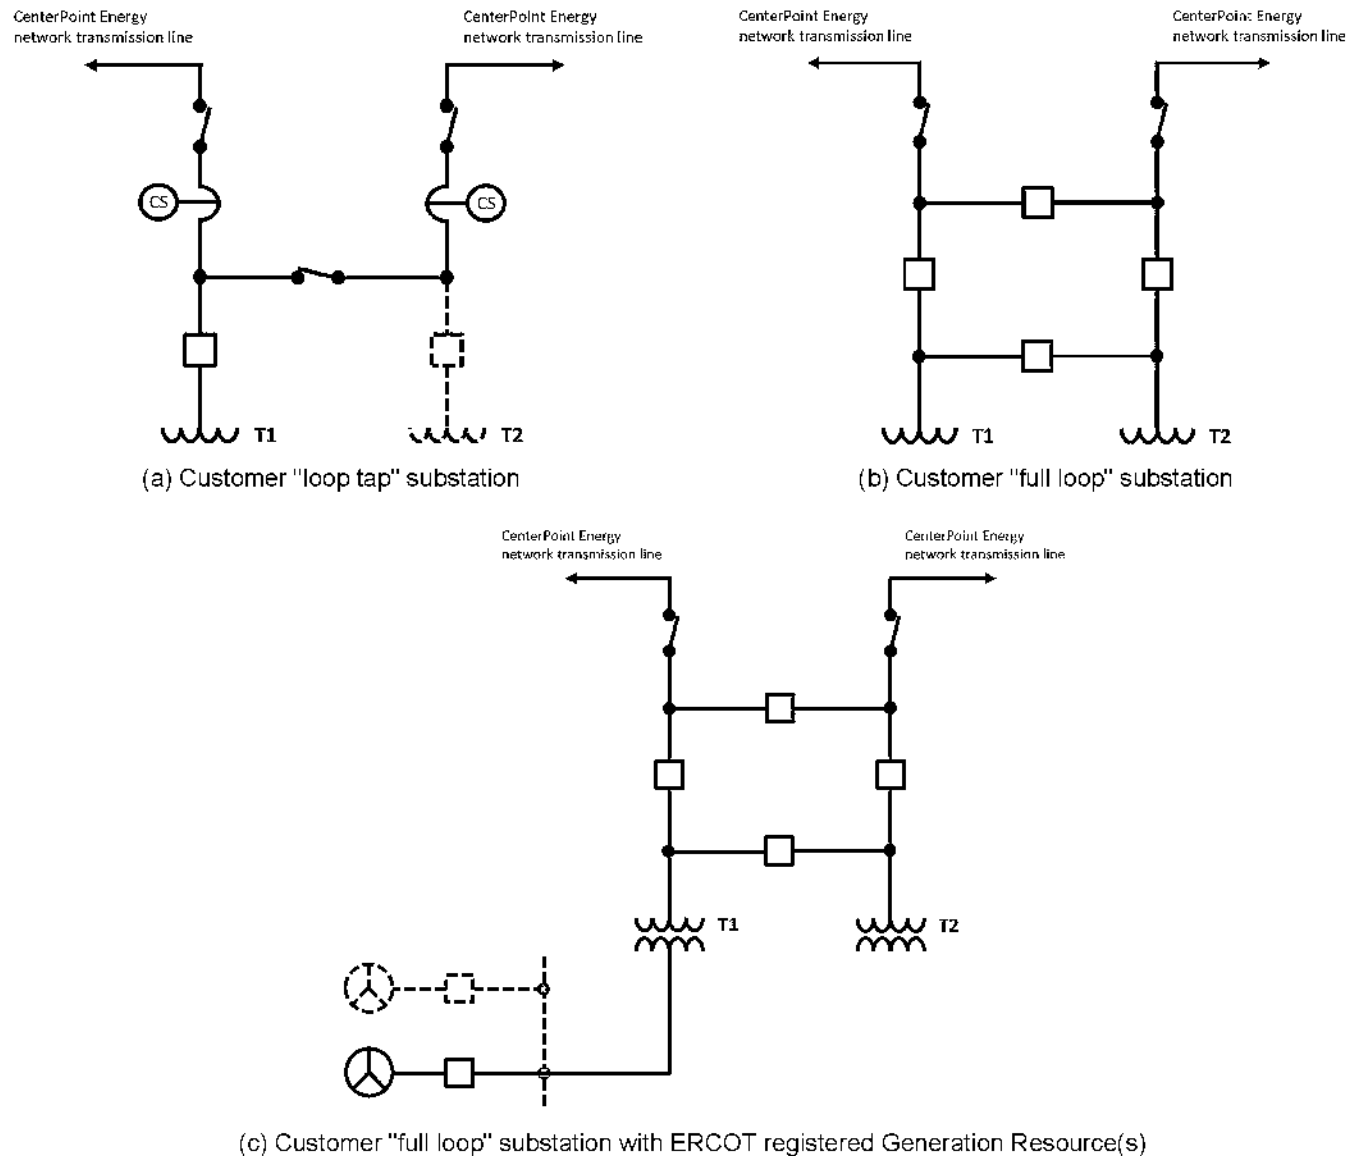 CenterPoint Energy
network transmission line
CenterPoint Energy
network transmission line
CenterPoint Energy
network transmission line
CenterPoint Energy
network transmission line
CS
CS
T1
T2
T1
T2
(a) Customer "loop tap" substation
(b) Customer "full loop" substation
CenterPoint Energy
network transmission line
CenterPoint Energy
network transmission line
T1
T2
(c) Customer "full loop" substation with ERCOT registered Generation Resource(s)